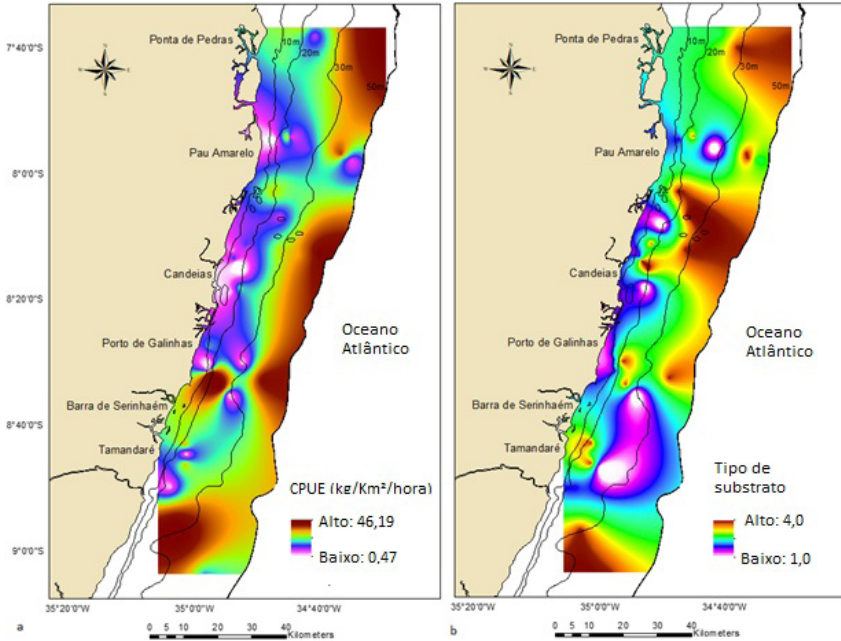 7°40'0"S
8°0'0"S
8°20'0"S
8°40'0"S
9°0'0"S
Ponta de Pedras
Pau Amarelo
Candeias
Porto de Galinhas
Barra de Serinhaém
Tamandaré
10m
20m
30m
50m
N
S
Oceano
Atlântico
CPUE (kg/Km²/hora)
Alto: 46,19
Baixo: 0,47
35°20'0"W
35°0'0"W
34°40'0"W
a
0 5 10 20 30 40
Kilometers
Ponta de Pedras
Pau Amarelo
Candeias
Porto de Galinhas
Barra de Serinhaém
Tamandaré
10m
20m
30m
50m
N
S
Oceano
Atlântico
Tipo de
substrato
Alto: 4,0
Baixo: 1,0
35°20'0"W
35°0'0"W
34°40'0"W
b
0 5 10 20 30 40
Kilometers